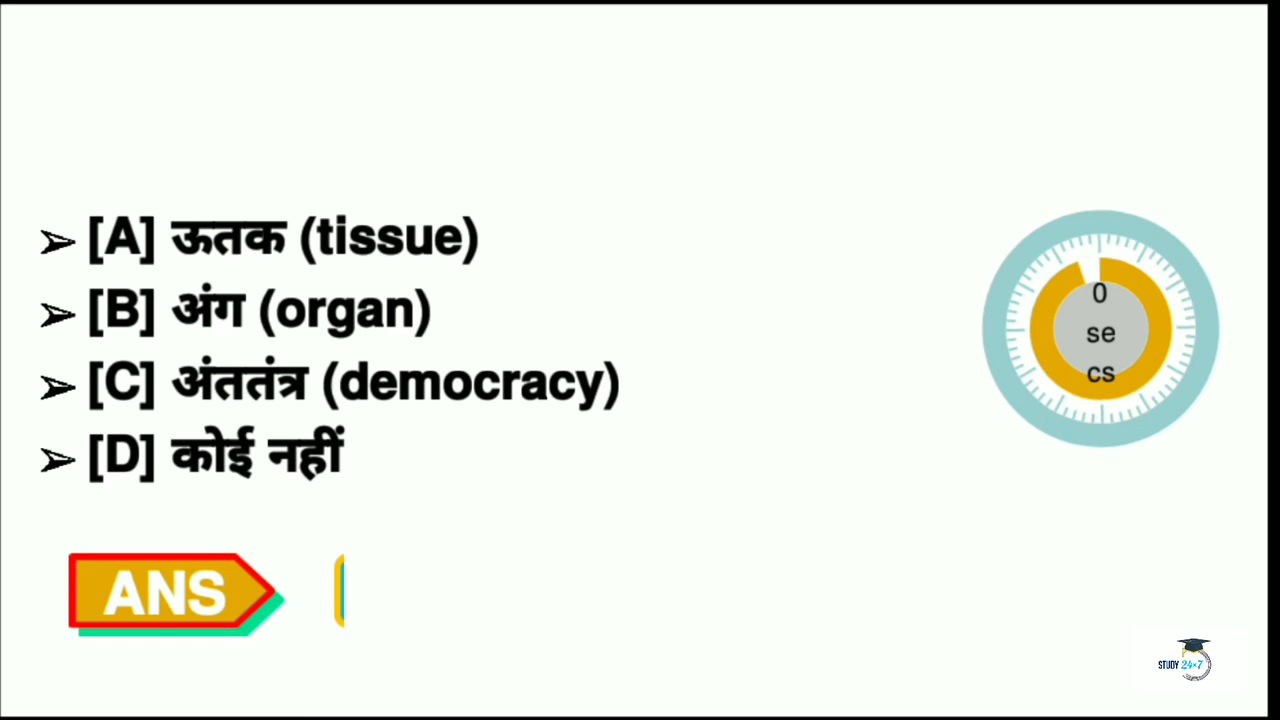 ➢ [A] ऊतक (tissue)
➢ [B] अंग (organ)
➢ [C] अंततंत्र (democracy)
➢ [D] कोई नहीं
0
se
cs
ANS
STUDY 24×7